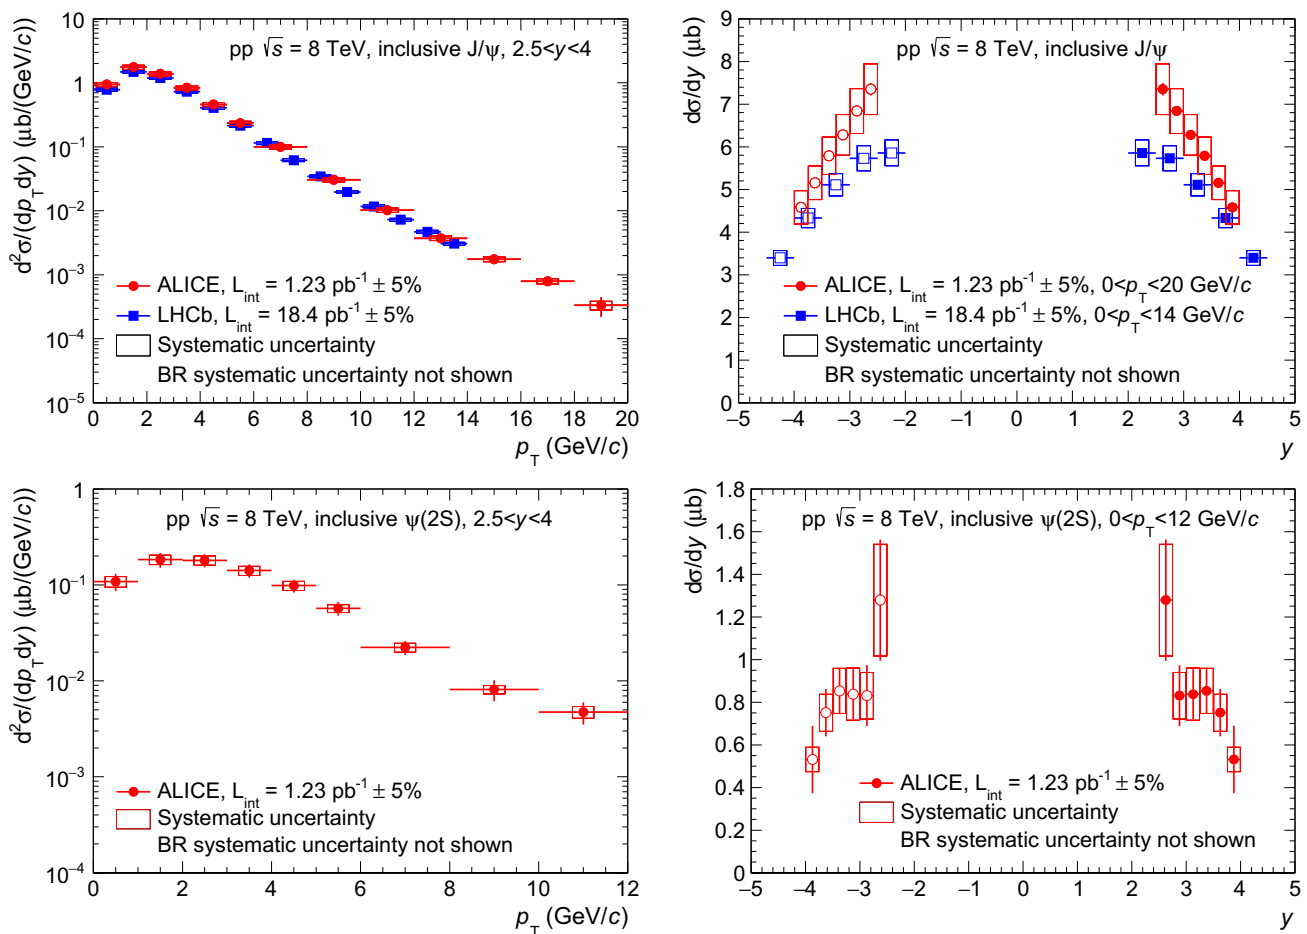 d²σ/(dp_T dy) (μb/(GeV/c))
10
1
10⁻¹
10⁻²
10⁻³
10⁻⁴
10⁻⁵
pp √s = 8 TeV, inclusive J/ψ, 2.5<y<4
ALICE, L_int = 1.23 pb⁻¹ ± 5%
LHCb, L_int = 18.4 pb⁻¹ ± 5%
Systematic uncertainty
BR systematic uncertainty not shown
0 2 4 6 8 10 12 14 16 18 20
p_T (GeV/c)
dσ/dy (μb)
9
8
7
6
5
4
3
2
1
0
pp √s = 8 TeV, inclusive J/ψ
ALICE, L_int = 1.23 pb⁻¹ ± 5%, 0<p_T<20 GeV/c
LHCb, L_int = 18.4 pb⁻¹ ± 5%, 0<p_T<14 GeV/c
Systematic uncertainty
BR systematic uncertainty not shown
−5 −4 −3 −2 −1 0 1 2 3 4 5
y
d²σ/(dp_T dy) (μb/(GeV/c))
1
10⁻¹
10⁻²
10⁻³
10⁻⁴
pp √s = 8 TeV, inclusive ψ(2S), 2.5<y<4
ALICE, L_int = 1.23 pb⁻¹ ± 5%
Systematic uncertainty
BR systematic uncertainty not shown
0 2 4 6 8 10 12
p_T (GeV/c)
dσ/dy (μb)
1.8
1.6
1.4
1.2
1
0.8
0.6
0.4
0.2
0
pp √s = 8 TeV, inclusive ψ(2S), 0<p_T<12 GeV/c
ALICE, L_int = 1.23 pb⁻¹ ± 5%
Systematic uncertainty
BR systematic uncertainty not shown
−5 −4 −3 −2 −1 0 1 2 3 4 5
y